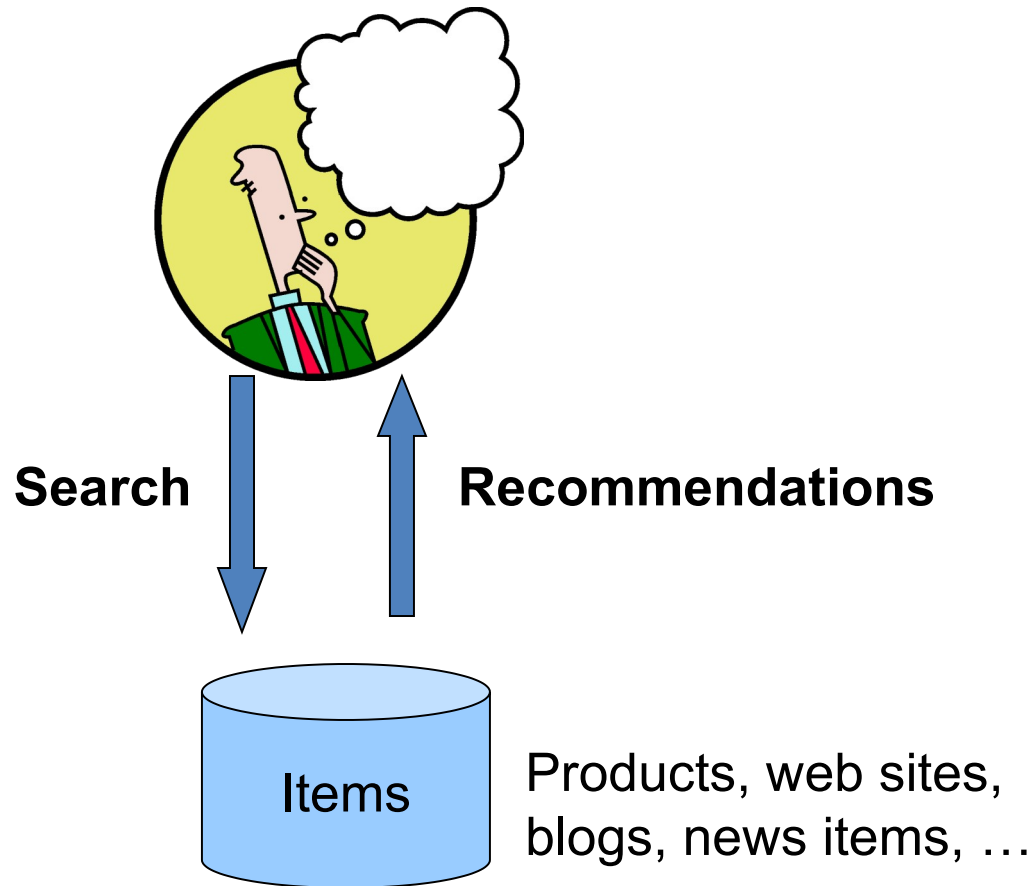 Search
Recommendations
Items
Products, web sites,
blogs, news items, …